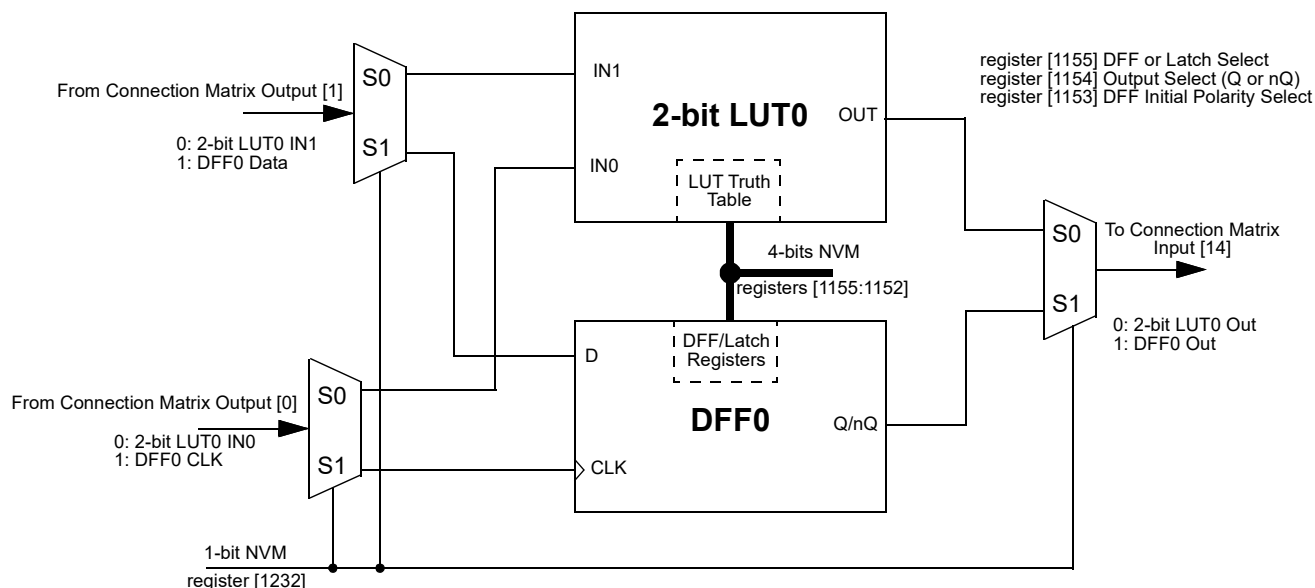 S0
S1
From Connection Matrix Output [1]
0: 2-bit LUT0 IN1
1: DFF0 Data
IN1
2-bit LUT0
OUT
IN0
LUT Truth
Table
register [1155] DFF or Latch Select
register [1154] Output Select (Q or nQ)
register [1153] DFF Initial Polarity Select
4-bits NVM
registers [1155:1152]
S0
S1
To Connection Matrix
Input [14]
0: 2-bit LUT0 Out
1: DFF0 Out
DFF/Latch
Registers
D
DFF0
Q/nQ
CLK
From Connection Matrix Output [0]
0: 2-bit LUT0 IN0
1: DFF0 CLK
S0
S1
1-bit NVM
register [1232]